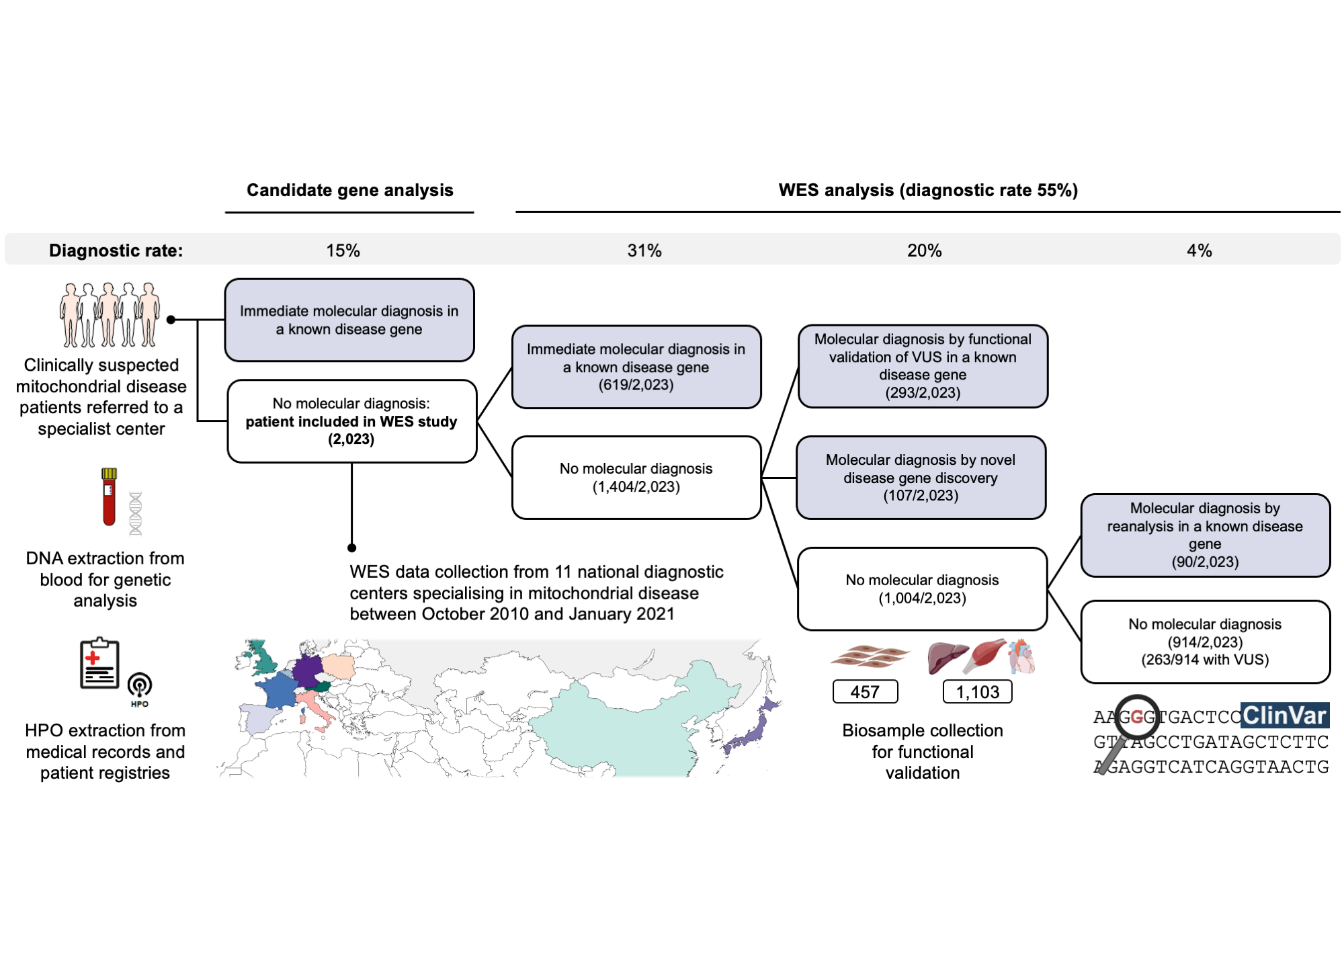 Candidate gene analysis
WES analysis (diagnostic rate 55%)
Diagnostic rate:
15%
31%
20%
4%
Clinically suspected
mitochondrial disease
patients referred to a
specialist center
DNA extraction from
blood for genetic
analysis
HPO
HPO extraction from
medical records and
patient registries
Immediate molecular diagnosis in
a known disease gene
No molecular diagnosis:
patient included in WES study
(2,023)
WES data collection from 11 national diagnostic
centers specialising in mitochondrial disease
between October 2010 and January 2021
Immediate molecular diagnosis in
a known disease gene
(619/2,023)
No molecular diagnosis
(1,404/2,023)
Molecular diagnosis by functional
validation of VUS in a known
disease gene
(293/2,023)
Molecular diagnosis by novel
disease gene discovery
(107/2,023)
No molecular diagnosis
(1,004/2,023)
457
1,103
Biosample collection
for functional
validation
Molecular diagnosis by
reanalysis in a known disease
gene
(90/2,023)
No molecular diagnosis
(914/2,023)
(263/914 with VUS)
AAGGGTGACTCC ClinVar
GTTAGCCTGATAGCTCTTC
AGAGGTCATCAGGTAACTG